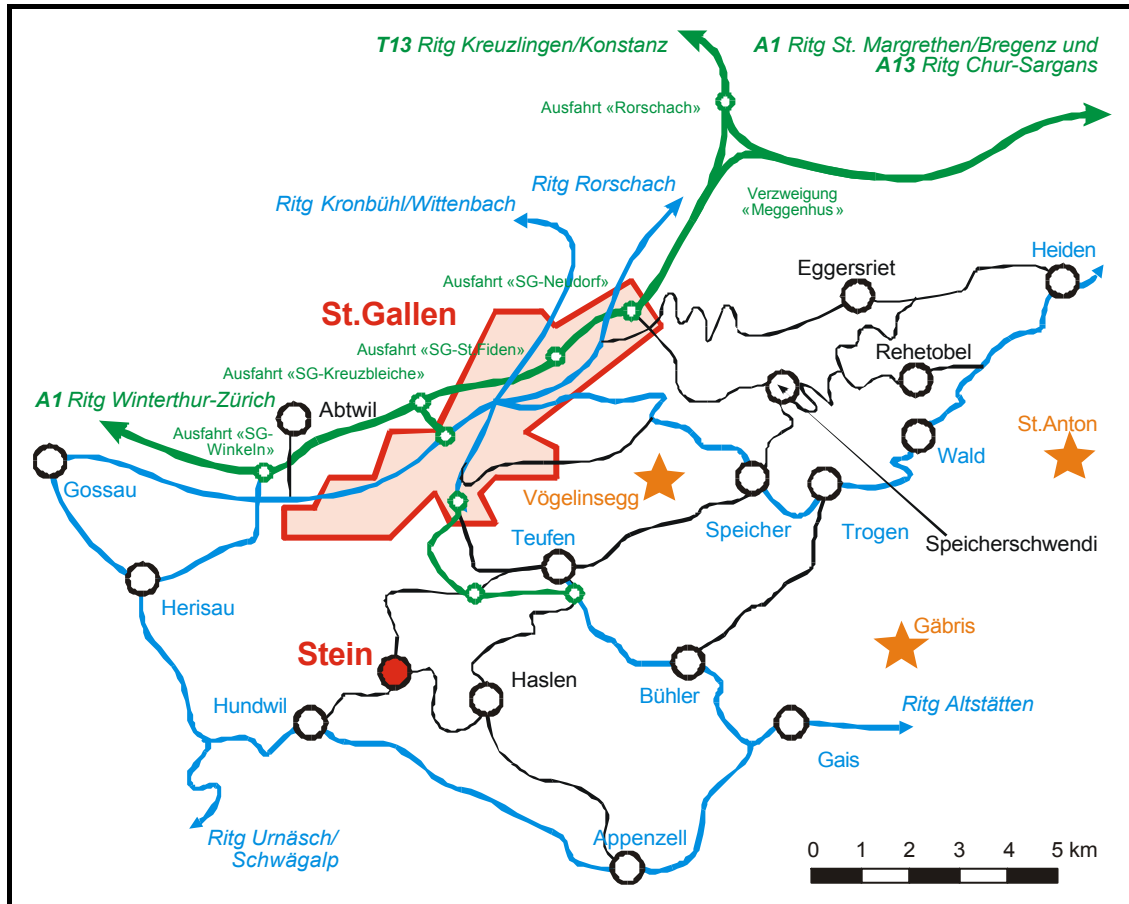 T13 Ritg Kreuzlingen/Konstanz
A1 Ritg St. Margrethen/Bregenz und
A13 Ritg Chur-Sargans
Ausfahrt «Rorschach»
Ritg Rorschach
Ritg Kronbühl/Wittenbach
Verzweigung
«Meggenhus»
Heiden
Eggersriet
Ausfahrt «SG-Neudorf»
St.Gallen
Ausfahrt «SG-St.Fiden»
Rehetobel
Ausfahrt «SG-Kreuzbleiche»
A1 Ritg Winterthur-Zürich
Abtwil
St.Anton
Ausfahrt «SG-
Winkeln»
Wald
Gossau
Vögelinsegg
Speicher
Trogen
Teufen
Speicherschwendi
Herisau
Gäbris
Stein
Haslen
Bühler
Hundwil
Ritg Altstätten
Gais
Ritg Urnäsch/
Schwägalp
Appenzell
0 1 2 3 4 5 km